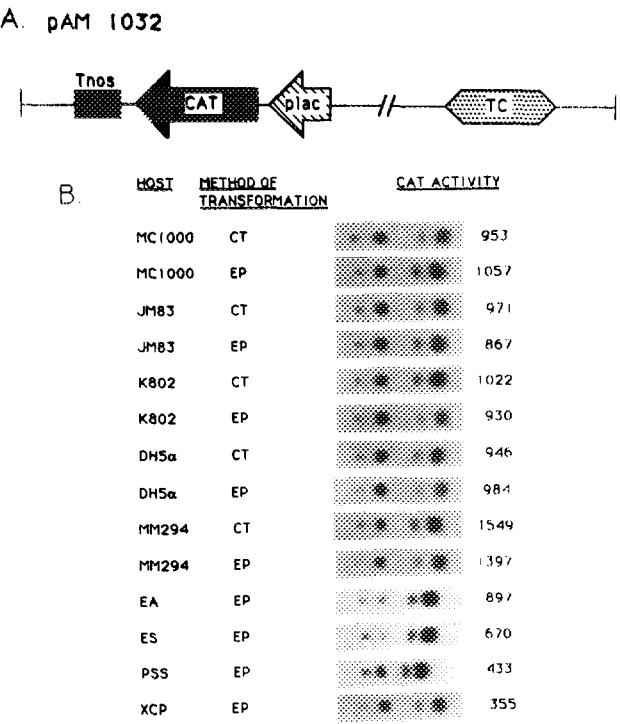 A. pAM 1032
Tnos CAT plac TC
B. HOST METHOD OF TRANSFORMATION CAT ACTIVITY
MC1000 CT 953
MC1000 EP 1057
JM83 CT 971
JM83 EP 867
K802 CT 1022
K802 EP 930
DH5α CT 946
DH5α EP 984
MM294 CT 1549
MM294 EP 1397
EA EP 897
ES EP 670
PSS EP 433
XCP EP 355